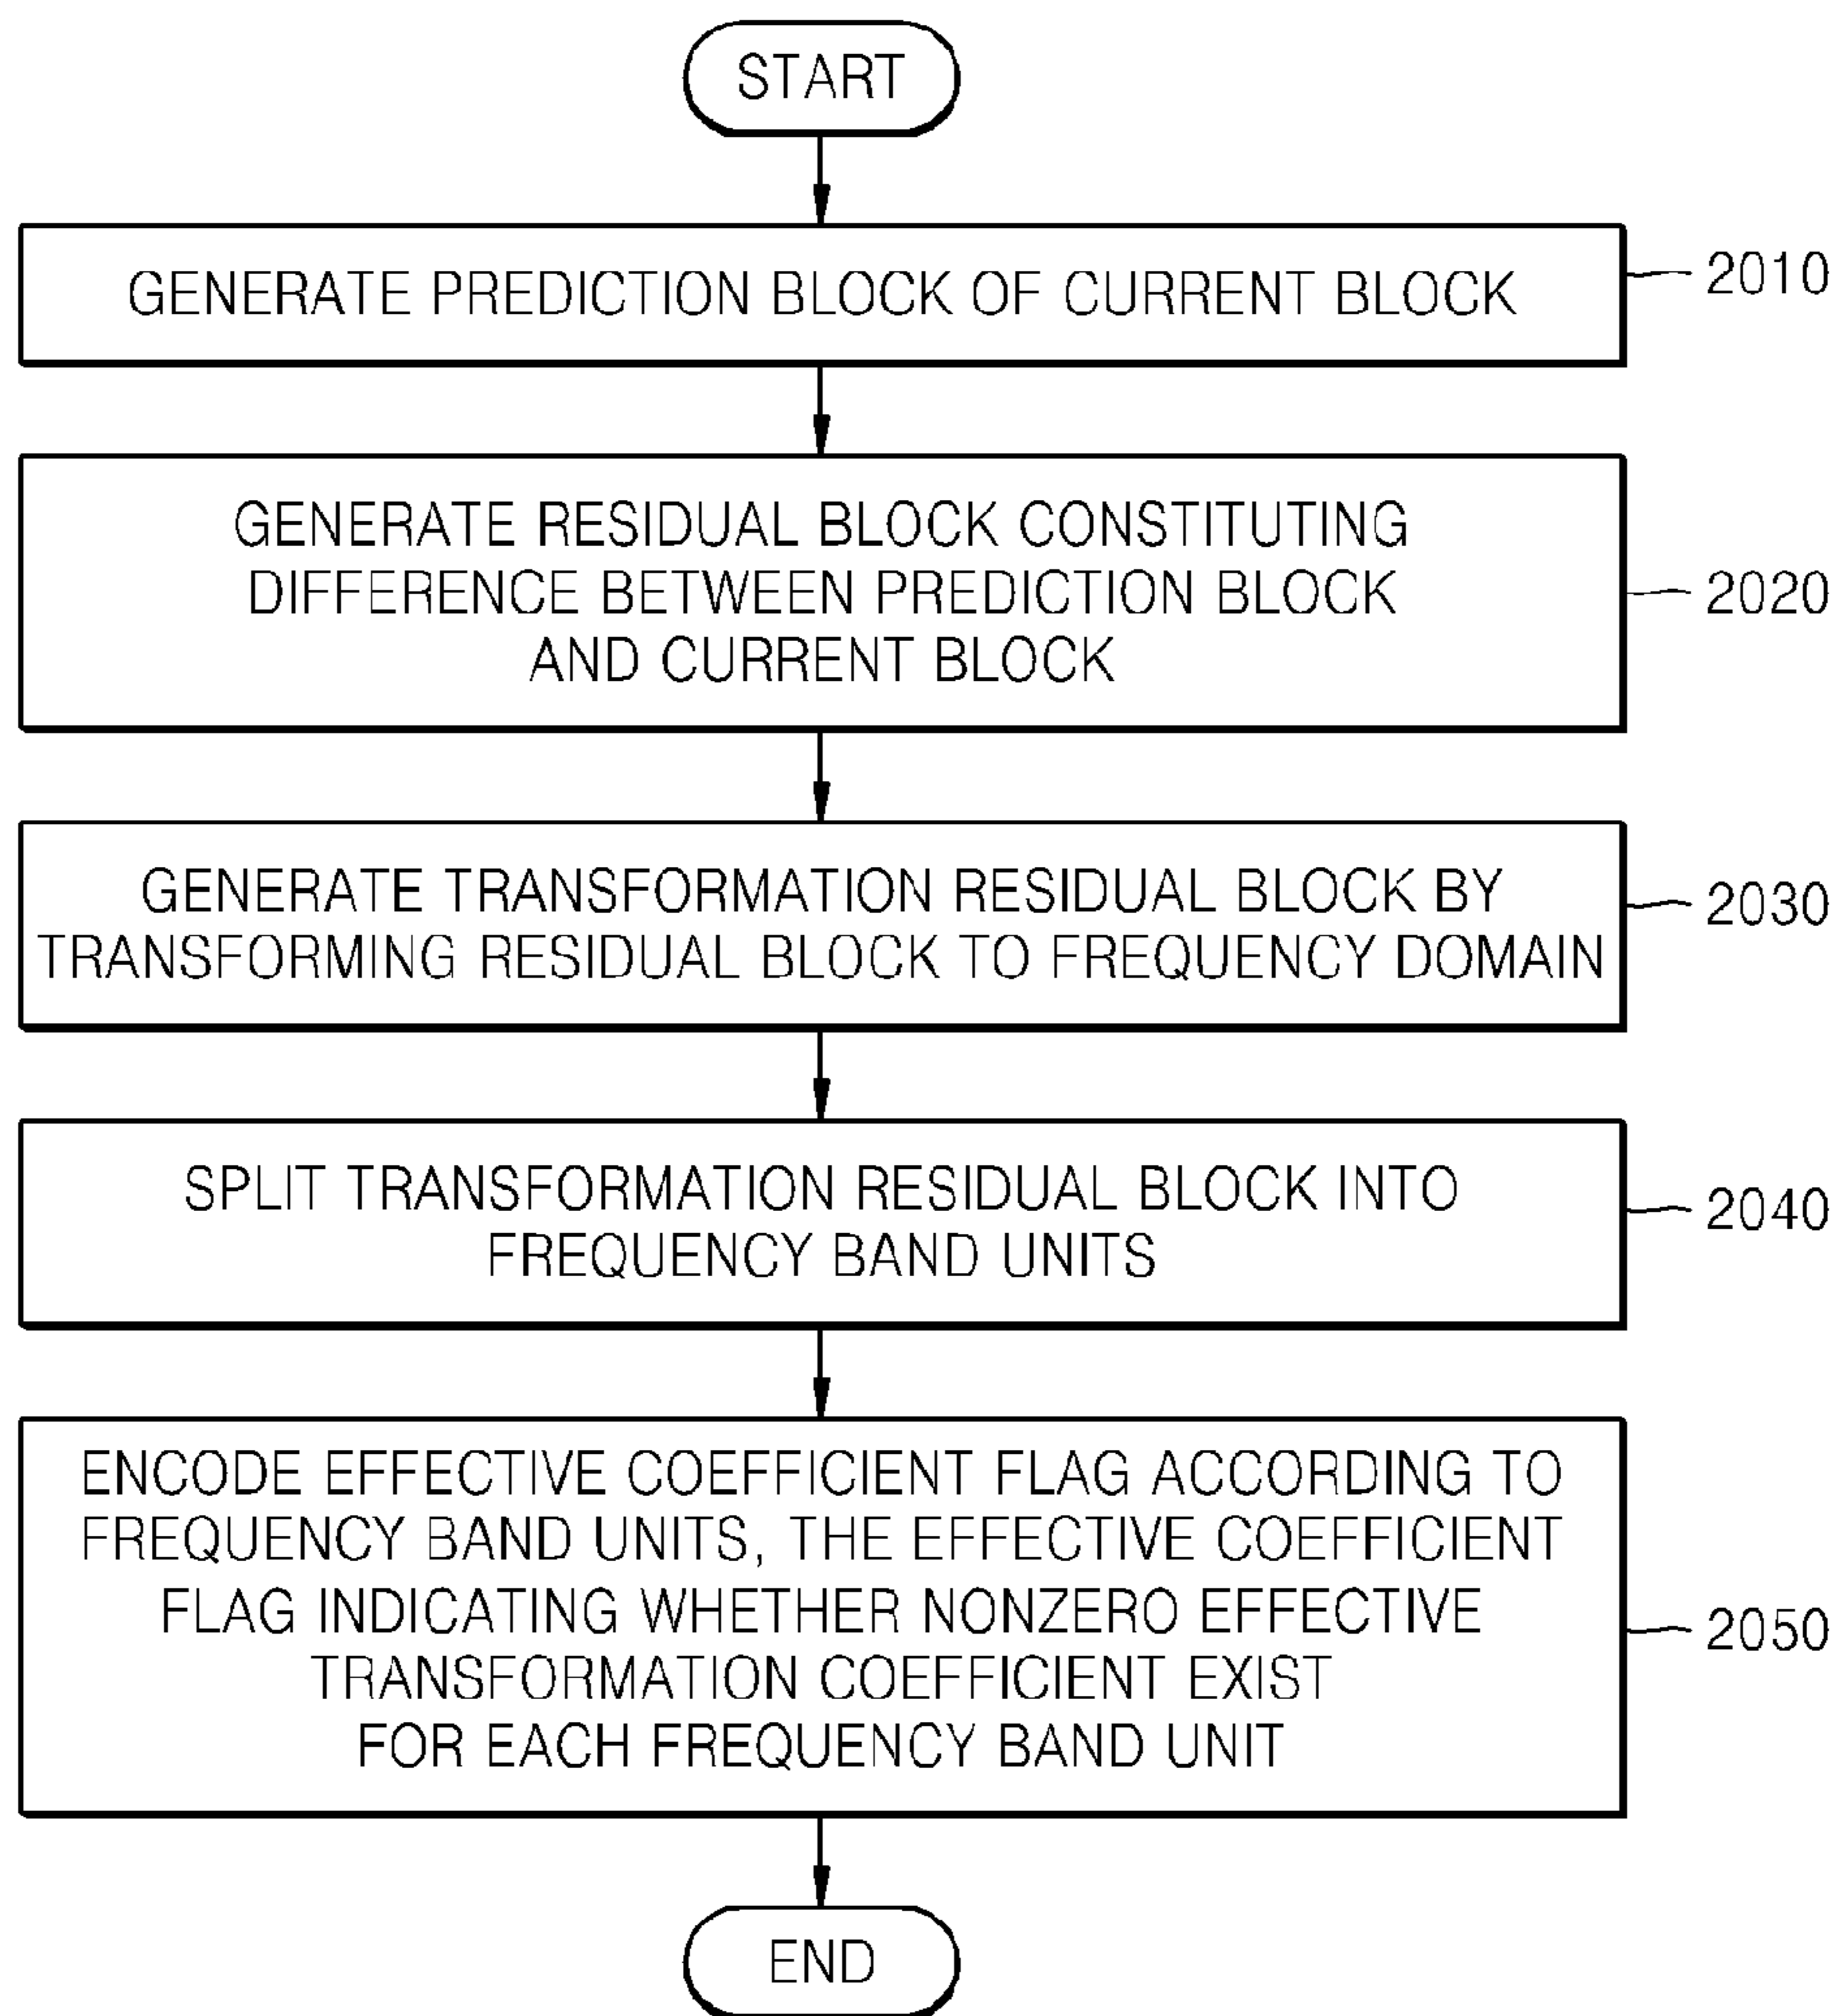 START
GENERATE PREDICTION BLOCK OF CURRENT BLOCK
2010
GENERATE RESIDUAL BLOCK CONSTITUTING
DIFFERENCE BETWEEN PREDICTION BLOCK
AND CURRENT BLOCK
2020
GENERATE TRANSFORMATION RESIDUAL BLOCK BY
TRANSFORMING RESIDUAL BLOCK TO FREQUENCY DOMAIN
2030
SPLIT TRANSFORMATION RESIDUAL BLOCK INTO
FREQUENCY BAND UNITS
2040
ENCODE EFFECTIVE COEFFICIENT FLAG ACCORDING TO
FREQUENCY BAND UNITS, THE EFFECTIVE COEFFICIENT
FLAG INDICATING WHETHER NONZERO EFFECTIVE
TRANSFORMATION COEFFICIENT EXIST
FOR EACH FREQUENCY BAND UNIT
2050
END